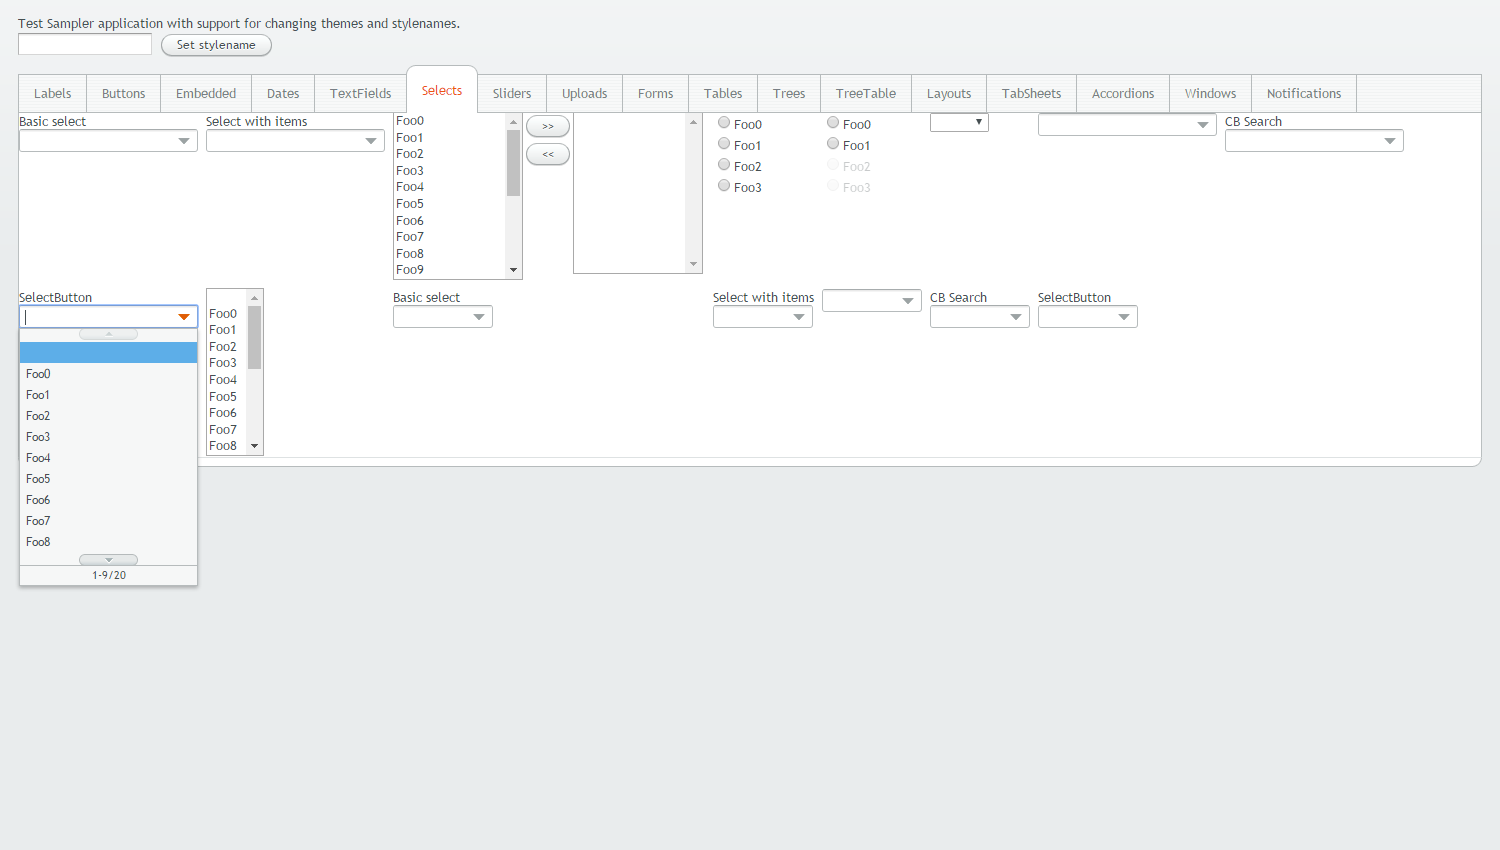 Test Sampler application with support for changing themes and stylenames.
Set stylename
Labels Buttons Embedded Dates TextFields Selects Sliders Uploads Forms Tables Trees TreeTable Layouts TabSheets Accordions Windows Notifications
Basic select
Select with items
Foo0
Foo1
Foo2
Foo3
Foo4
Foo5
Foo6
Foo7
Foo8
Foo9
>>
<<
Foo0
Foo1
Foo2
Foo3
Foo0
Foo1
Foo2
Foo3
CB Search
SelectButton
Foo0
Foo1
Foo2
Foo3
Foo4
Foo5
Foo6
Foo7
Foo8
1-9/20
Foo0
Foo1
Foo2
Foo3
Foo4
Foo5
Foo6
Foo7
Foo8
Basic select
Select with items
CB Search
SelectButton